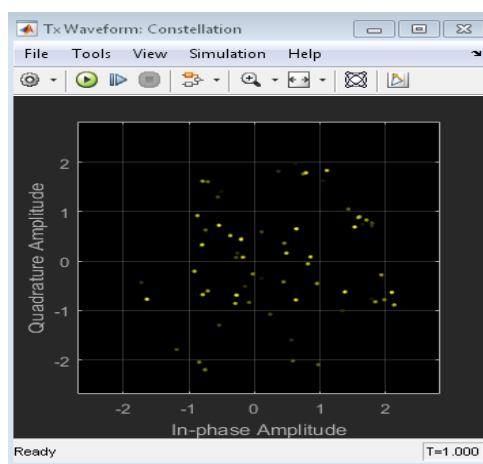 Tx Waveform: Constellation
File Tools View Simulation Help
2
1
0
-1
-2
Quadrature Amplitude
-2 -1 0 1 2
In-phase Amplitude
Ready T=1.000